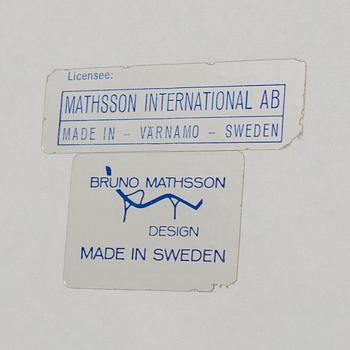 Licensee:
MATHSSON INTERNATIONAL AB
MADE IN - VÄRNAMO - SWEDEN
BRUNO MATHSSON
DESIGN
MADE IN SWEDEN